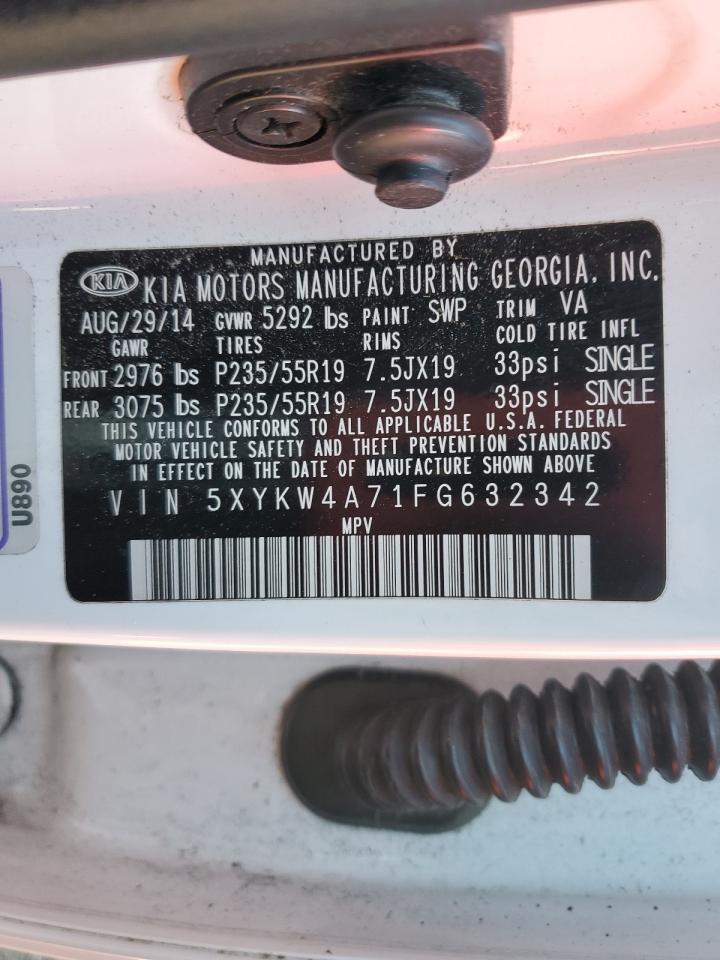 MANUFACTURED BY
KIA KIA MOTORS MANUFACTURING GEORGIA, INC.
AUG/29/14 GVWR 5292 lbs PAINT SWP TRIM VA
GAWR TIRES RIMS COLD TIRE INFL
FRONT 2976 lbs P235/55R19 7.5JX19 33psi SINGLE
REAR 3075 lbs P235/55R19 7.5JX19 33psi SINGLE
THIS VEHICLE CONFORMS TO ALL APPLICABLE U.S.A. FEDERAL
MOTOR VEHICLE SAFETY AND THEFT PREVENTION STANDARDS
IN EFFECT ON THE DATE OF MANUFACTURE SHOWN ABOVE
VIN 5XYKW4A71FG632342
MPV
U890